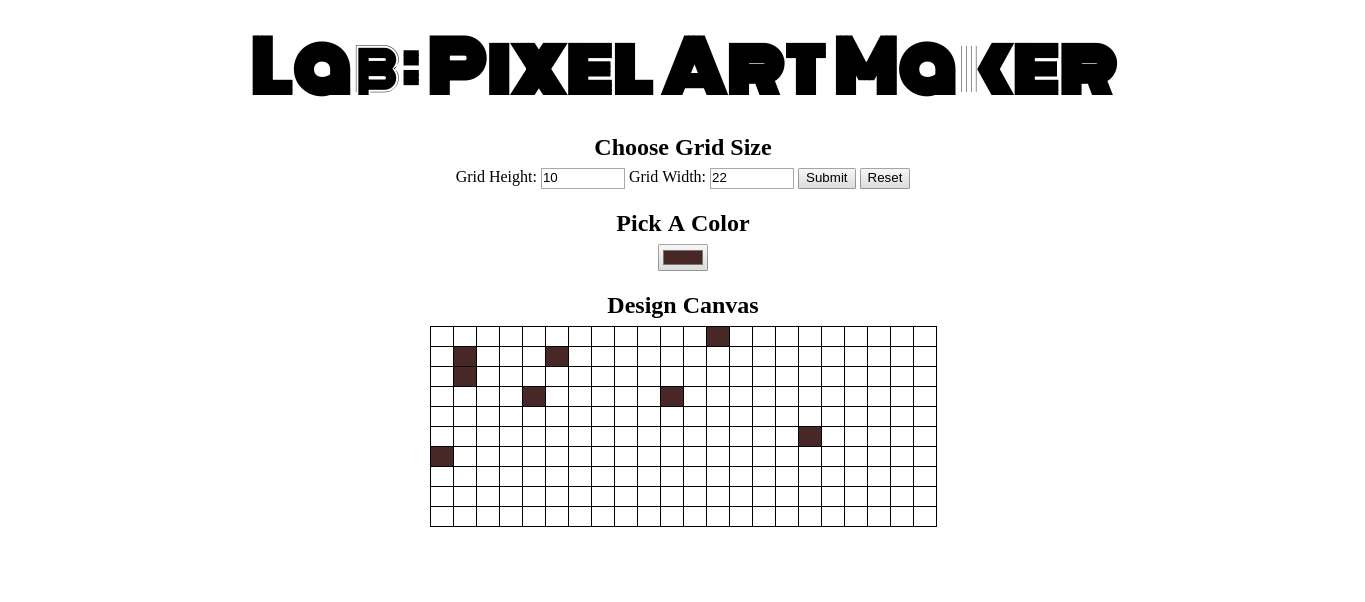 Lab: Pixel Art Maker
Choose Grid Size
Grid Height: 10 Grid Width: 22 Submit Reset
Pick A Color
Design Canvas